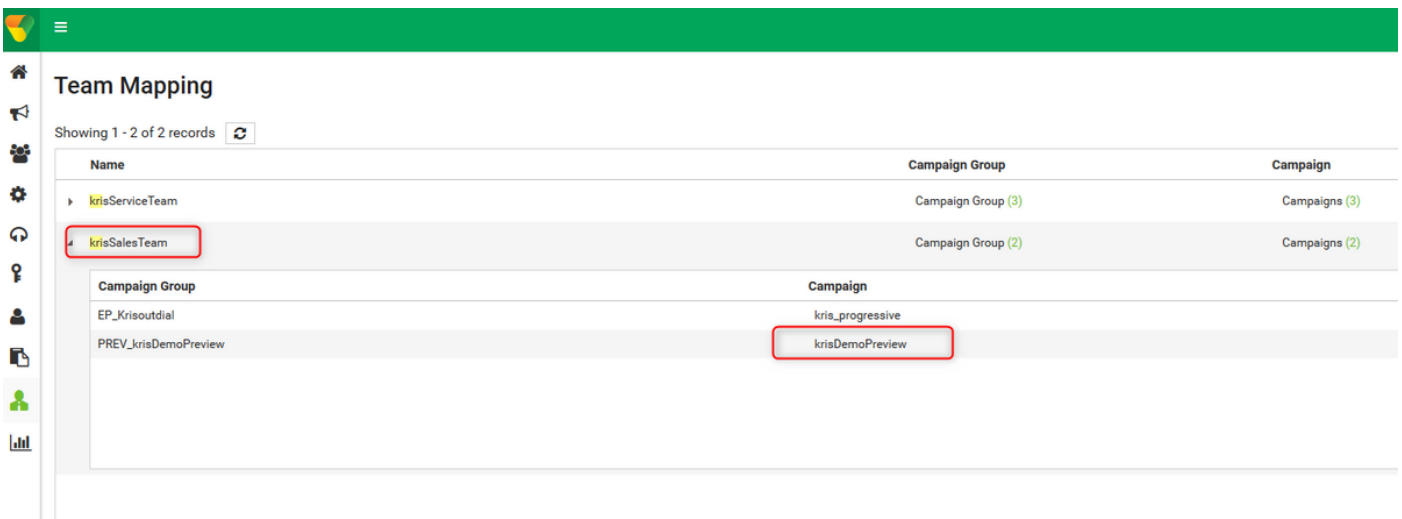 Team Mapping
Showing 1 - 2 of 2 records
Name Campaign Group Campaign
krisServiceTeam Campaign Group (3) Campaigns (3)
krisSalesTeam Campaign Group (2) Campaigns (2)
Campaign Group Campaign
EP_Krisoutdial kris_progressive
PREV_krisDemoPreview krisDemoPreview